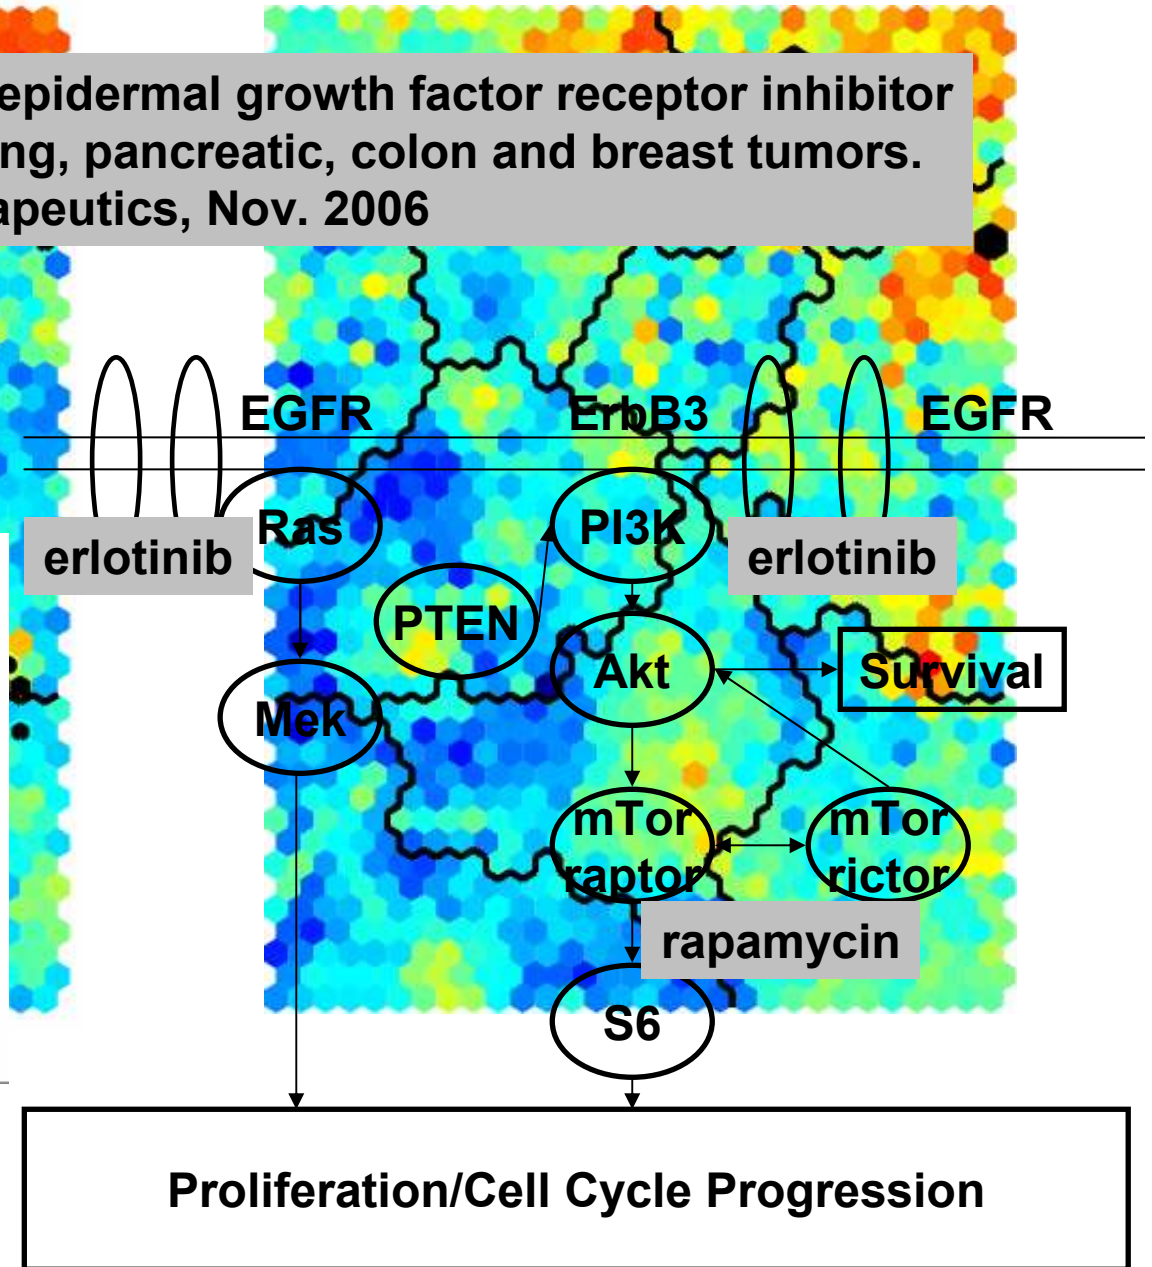 epidermal growth factor receptor inhibitor
ng, pancreatic, colon and breast tumors.
apeutics, Nov. 2006
EGFR
ErbB3
EGFR
Ras
PI3K
erlotinib
erlotinib
PTEN
Akt
Survival
Mek
mTor
raptor
mTor
rictor
rapamycin
S6
Proliferation/Cell Cycle Progression